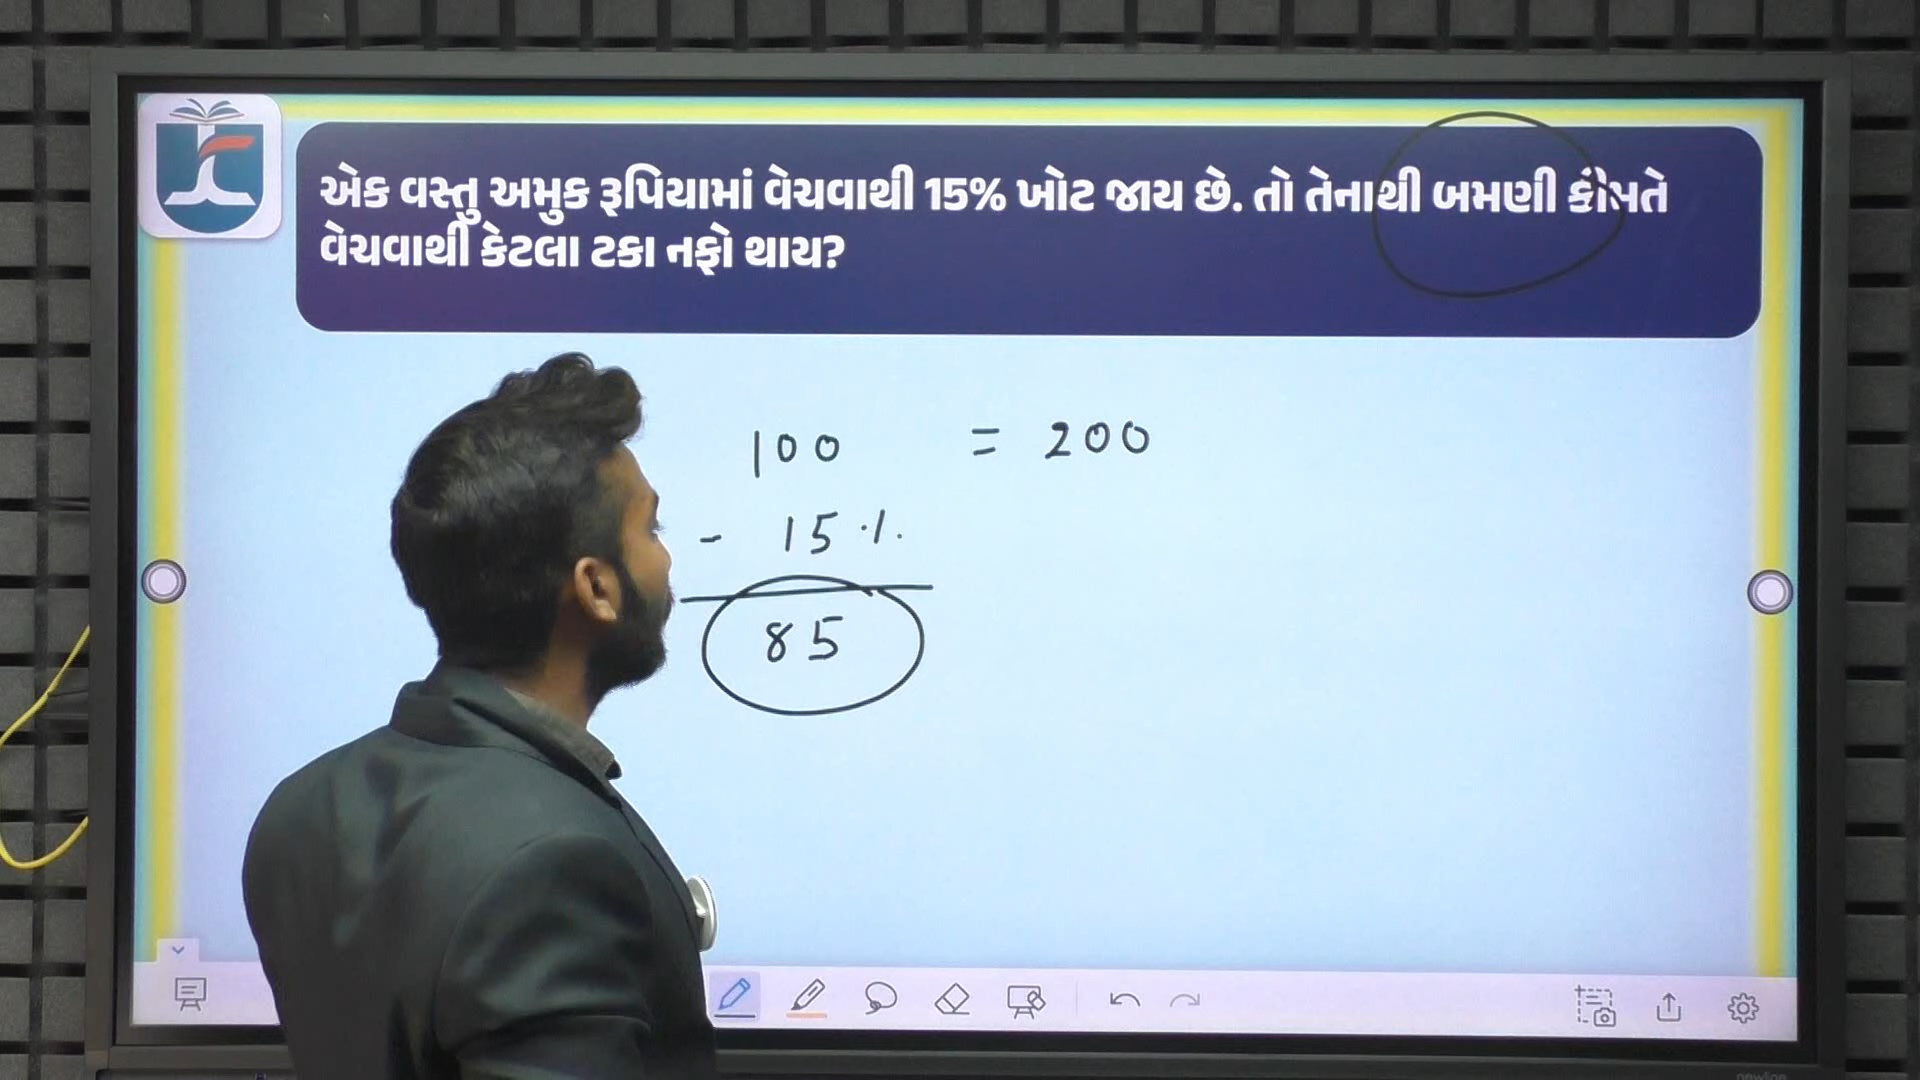 એક વસ્તુ અમુક રૂપિયામાં વેચવાથી 15% ખોટ જાય છે. તો તેનાથી બમણી કીંમતે
વેચવાથી કેટલા ટકા નફો થાય?
100 = 200
- 15 %
85